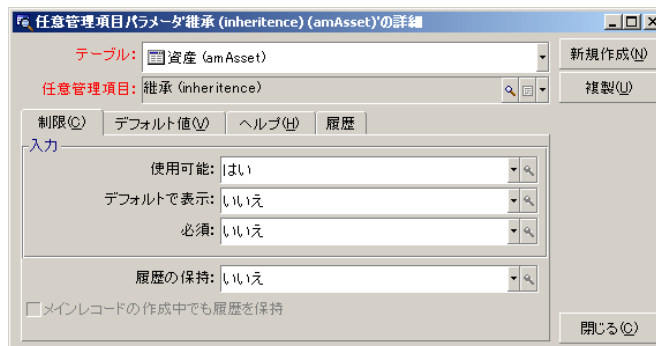 任意管理項目パラメータ'継承 (inheritence) (amAsset)'の詳細
テーブル: 資産 (amAsset)
新規作成(N)
任意管理項目: 継承 (inheritence)
複製(U)
制限(C) デフォルト値(V) ヘルプ(H) 履歴
入力
使用可能: はい
デフォルトで表示: いいえ
必須: いいえ
履歴の保持: いいえ
メインレコードの作成中でも履歴を保持
閉じる(C)